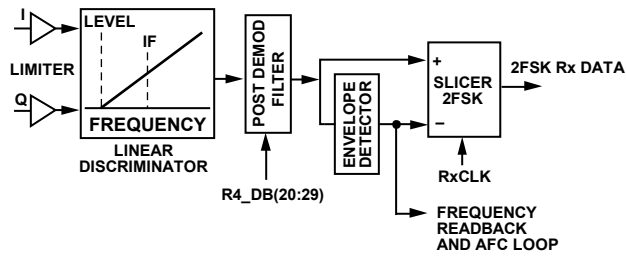 I
LIMITER
Q
LEVEL
IF
FREQUENCY
LINEAR
DISCRIMINATOR
POST DEMOD
FILTER
R4_DB(20:29)
ENVELOPE
DETECTOR
+
SLICER
2FSK
–
RxCLK
2FSK Rx DATA
FREQUENCY
READBACK
AND AFC LOOP